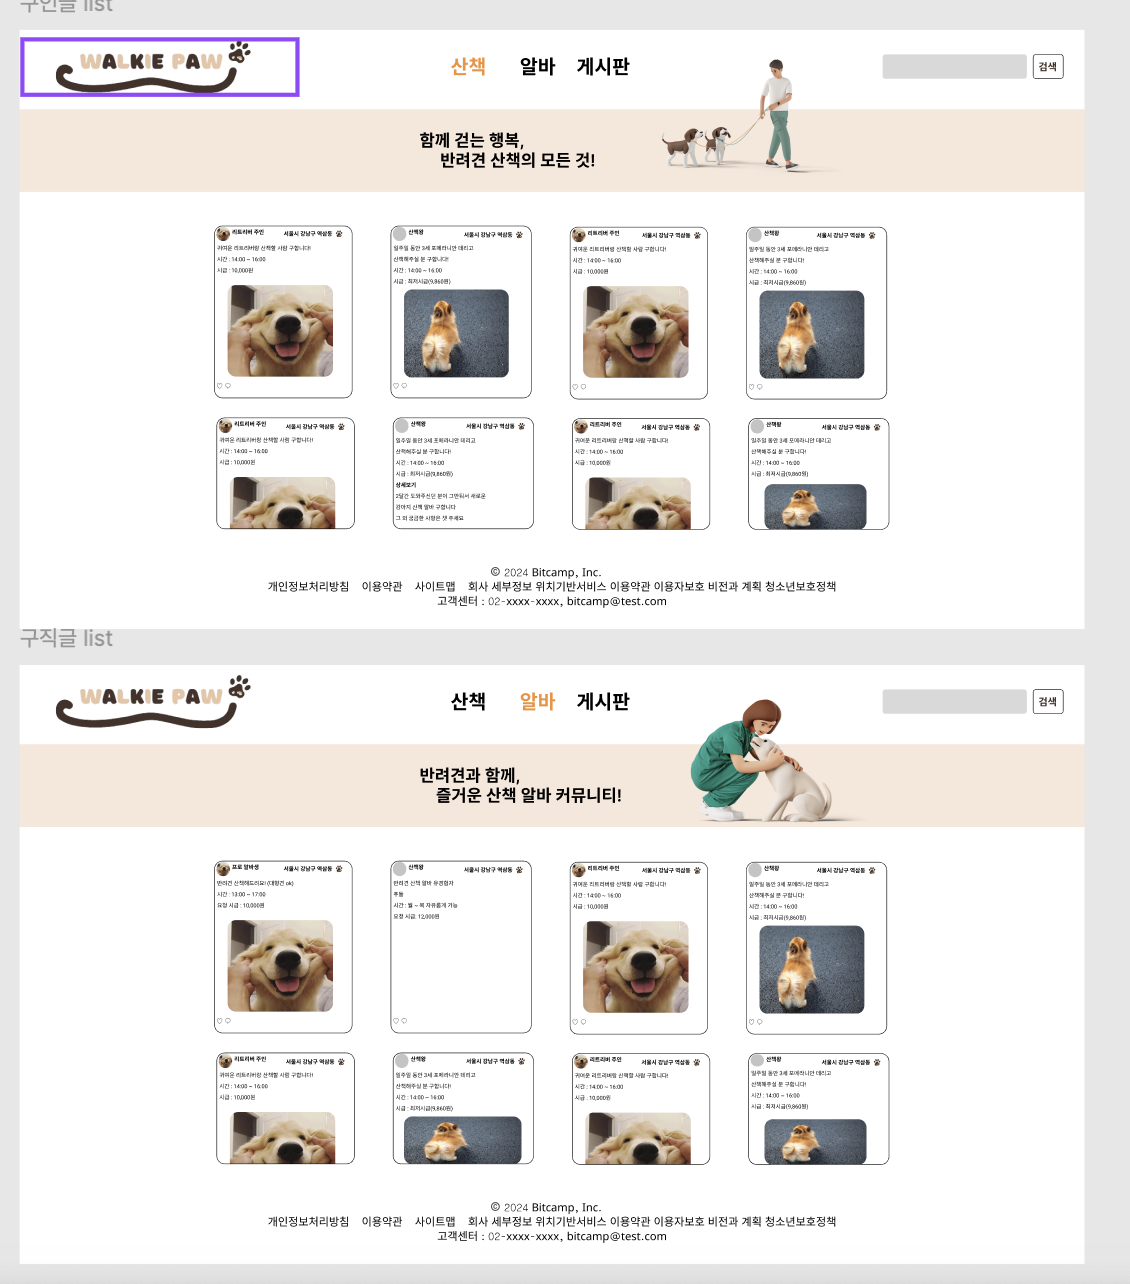 구인글 list
WALKIE PAW
산책 알바 게시판
검색
함께 걷는 행복,
반려견 산책의 모든 것!
리트리버 주인 서울시 강남구 역삼동
귀여운 리트리버랑 산책할 사람 구합니다!
시간 : 14:00 ~ 16:00
시급 : 10,000원
산책왕 서울시 강남구 역삼동
일주일 동안 3세 포메라니안 데리고
산책해주실 분 구합니다!
시간 : 14:00 ~ 16:00
시급 : 최저시급(9,860원)
리트리버 주인 서울시 강남구 역삼동
귀여운 리트리버랑 산책할 사람 구합니다!
시간 : 14:00 ~ 16:00
시급 : 10,000원
산책왕 서울시 강남구 역삼동
일주일 동안 3세 포메라니안 데리고
산책해주실 분 구합니다!
시간 : 14:00 ~ 16:00
시급 : 최저시급(9,860원)
리트리버 주인 서울시 강남구 역삼동
귀여운 리트리버랑 산책할 사람 구합니다!
시간 : 14:00 ~ 16:00
시급 : 10,000원
산책왕 서울시 강남구 역삼동
일주일 동안 3세 포메라니안 데리고
산책해주실 분 구합니다!
시간 : 14:00 ~ 16:00
시급 : 최저시급(9,860원)
상세보기
2달간 도와주신던 분이 그만둬서 새로운
강아지 산책 알바 구합니다
그 외 궁금한 사항은 챗 주세요
리트리버 주인 서울시 강남구 역삼동
귀여운 리트리버랑 산책할 사람 구합니다!
시간 : 14:00 ~ 16:00
시급 : 10,000원
산책왕 서울시 강남구 역삼동
일주일 동안 3세 포메라니안 데리고
산책해주실 분 구합니다!
시간 : 14:00 ~ 16:00
시급 : 최저시급(9,860원)
© 2024 Bitcamp, Inc.
개인정보처리방침 이용약관 사이트맵 회사 세부정보 위치기반서비스 이용약관 이용자보호 비전과 계획 청소년보호정책
고객센터 : 02-xxxx-xxxx, bitcamp@test.com
구직글 list
WALKIE PAW
산책 알바 게시판
검색
반려견과 함께,
즐거운 산책 알바 커뮤니티!
프로 알바생 서울시 강남구 역삼동
반려견 산책해드려요! (대형견 ok)
시간 : 13:00 ~ 17:00
요청 시급 : 10,000원
산책왕 서울시 강남구 역삼동
반려견 산책 알바 유경험자
푸들
시간 : 월 ~ 목 자유롭게 가능
요청 시급: 12,000원
리트리버 주인 서울시 강남구 역삼동
귀여운 리트리버랑 산책할 사람 구합니다!
시간 : 14:00 ~ 16:00
시급 : 10,000원
산책왕 서울시 강남구 역삼동
일주일 동안 3세 포메라니안 데리고
산책해주실 분 구합니다!
시간 : 14:00 ~ 16:00
시급 : 최저시급(9,860원)
리트리버 주인 서울시 강남구 역삼동
귀여운 리트리버랑 산책할 사람 구합니다!
시간 : 14:00 ~ 16:00
시급 : 10,000원
산책왕 서울시 강남구 역삼동
일주일 동안 3세 포메라니안 데리고
산책해주실 분 구합니다!
시간 : 14:00 ~ 16:00
시급 : 최저시급(9,860원)
리트리버 주인 서울시 강남구 역삼동
귀여운 리트리버랑 산책할 사람 구합니다!
시간 : 14:00 ~ 16:00
시급 : 10,000원
산책왕 서울시 강남구 역삼동
일주일 동안 3세 포메라니안 데리고
산책해주실 분 구합니다!
시간 : 14:00 ~ 16:00
시급 : 최저시급(9,860원)
© 2024 Bitcamp, Inc.
개인정보처리방침 이용약관 사이트맵 회사 세부정보 위치기반서비스 이용약관 이용자보호 비전과 계획 청소년보호정책
고객센터 : 02-xxxx-xxxx, bitcamp@test.com